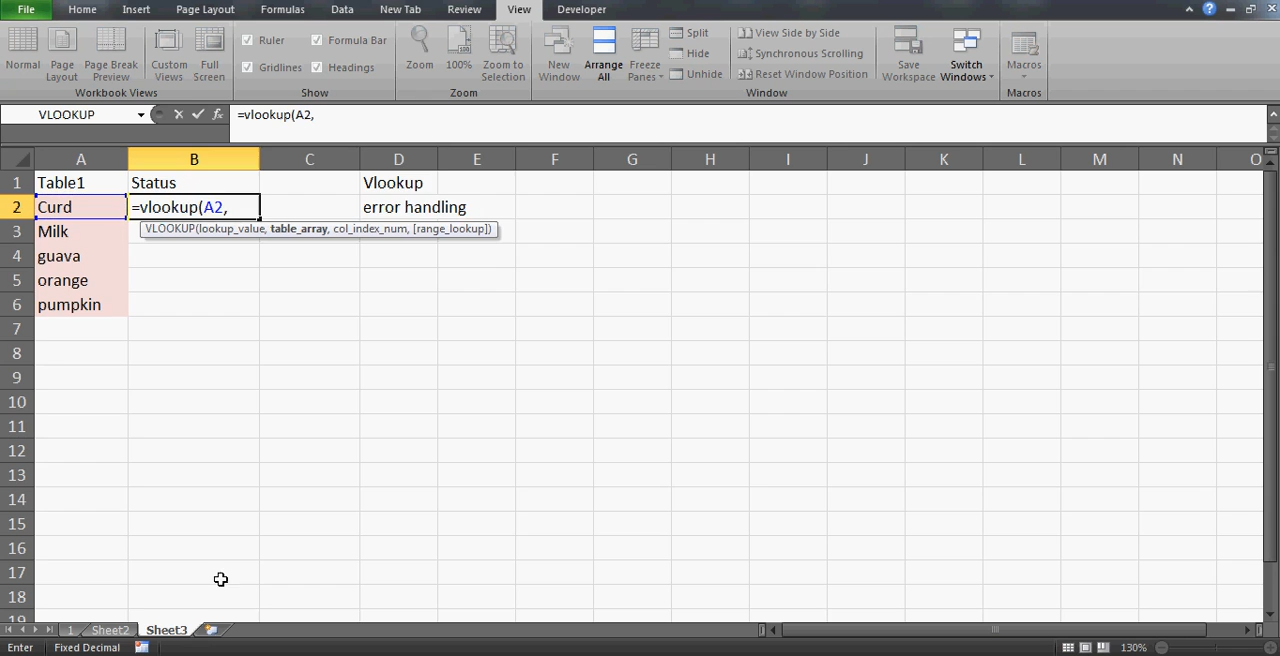 File Home Insert Page Layout Formulas Data New Tab Review View Developer
Normal Page Layout Page Break Preview Custom Views Full Screen
Workbook Views
Ruler Formula Bar
Gridlines Headings
Show
Zoom 100% Zoom to Selection
Zoom
New Window Arrange All Freeze Panes
Split
Hide
Unhide
View Side by Side
Synchronous Scrolling
Reset Window Position
Save Workspace Switch Windows
Window
Macros
Macros
VLOOKUP fx =vlookup(A2,
A B C D E F G H I J K L M N O
1 Table1 Status Vlookup
2 Curd =vlookup(A2, error handling
VLOOKUP(lookup_value, table_array, col_index_num, [range_lookup])
3 Milk
4 guava
5 orange
6 pumpkin
7
8
9
10
11
12
13
14
15
16
17
18
19
1 Sheet2 Sheet3
Enter Fixed Decimal 130%